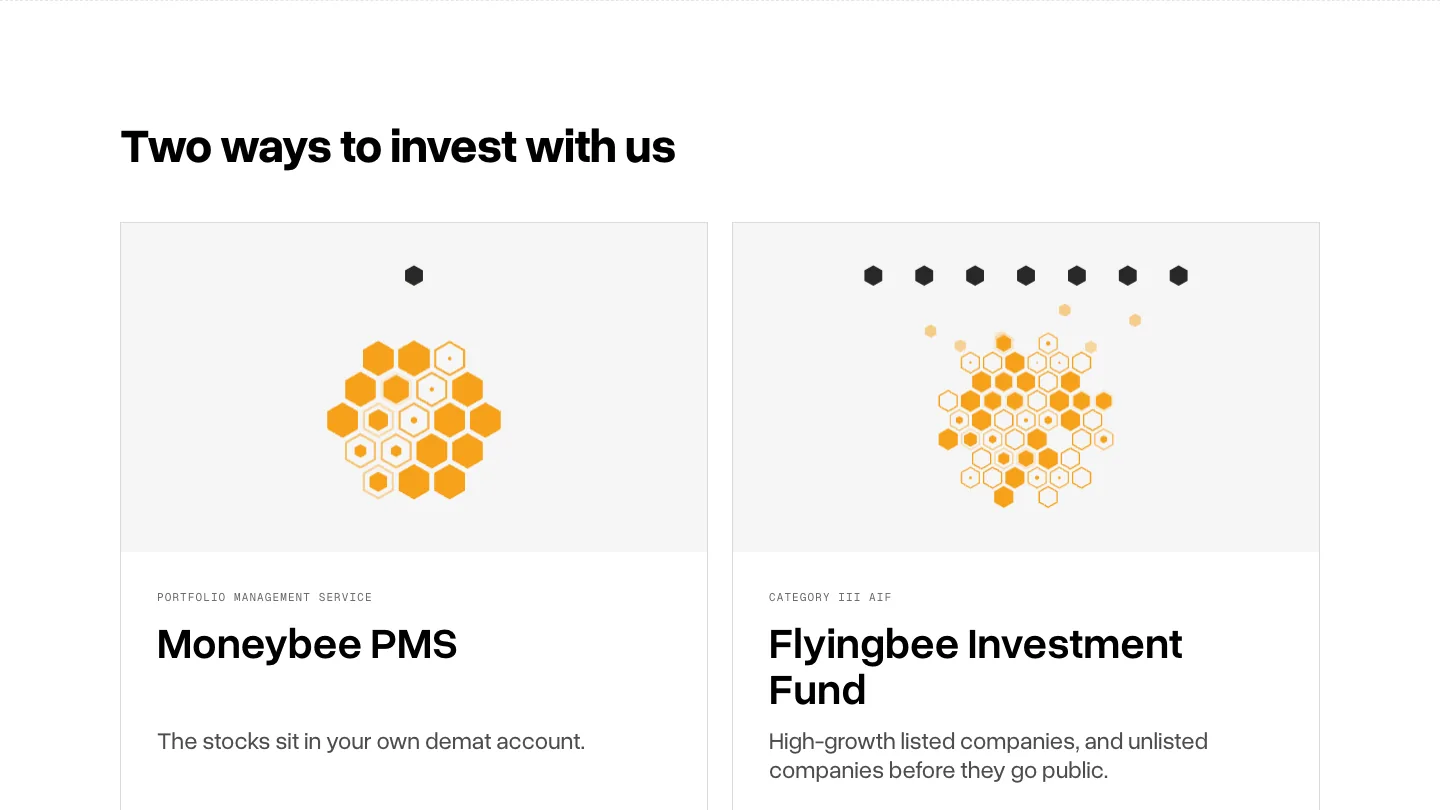 Two ways to invest with us
PORTFOLIO MANAGEMENT SERVICE
Moneybee PMS
The stocks sit in your own demat account.
CATEGORY III AIF
Flyingbee Investment
Fund
High-growth listed companies, and unlisted
companies before they go public.